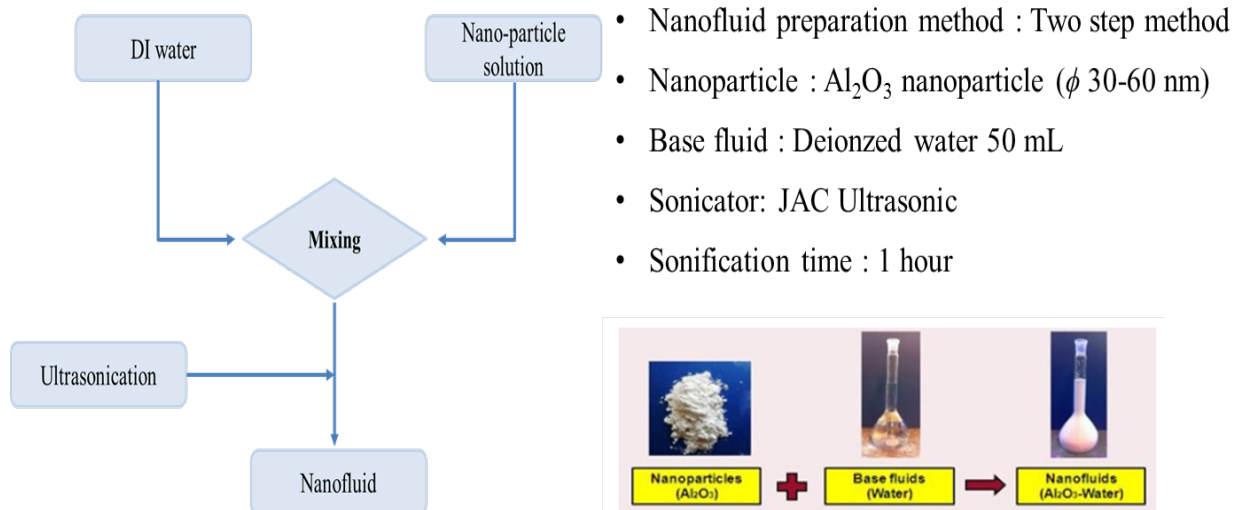 DI water
Nano-particle
solution
Mixing
Ultrasonication
Nanofluid
• Nanofluid preparation method : Two step method
• Nanoparticle : Al₂O₃ nanoparticle (ϕ 30-60 nm)
• Base fluid : Deionzed water 50 mL
• Sonicator: JAC Ultrasonic
• Sonification time : 1 hour
Nanoparticles
(Al₂O₃)
Base fluids
(Water)
Nanofluids
(Al₂O₃-Water)